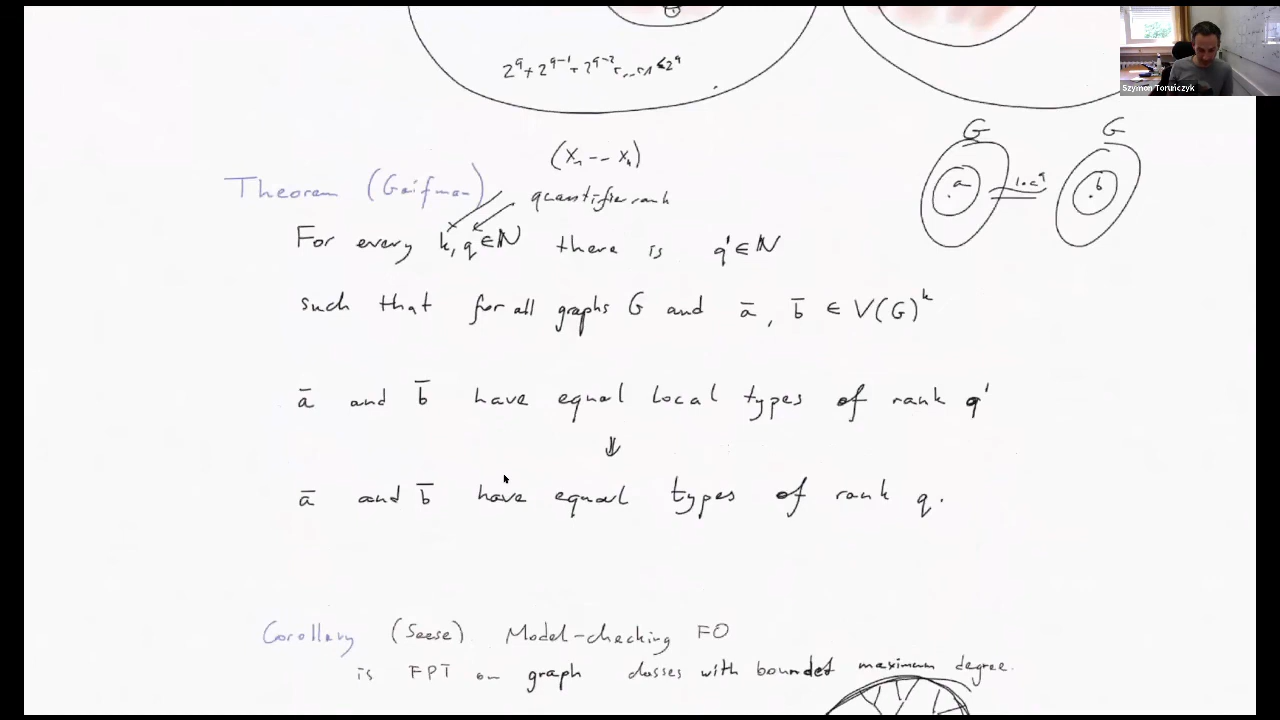 2^q + 2^{q-1} + 2^{q-2} + ... + 1 ≤ 2^q
Szymon Toruńczyk
G G
(x_1 -- x_k)
Theorem (Gaifman)
quantifier rank
a loc^q b
For every k, q ∈ ℕ there is q' ∈ ℕ
such that for all graphs G and ā, b̄ ∈ V(G)^k
ā and b̄ have equal local types of rank q'
⇓
ā and b̄ have equal types of rank q.
Corollary (Seese) Model-checking FO
is FPT on graph classes with bounded maximum degree.